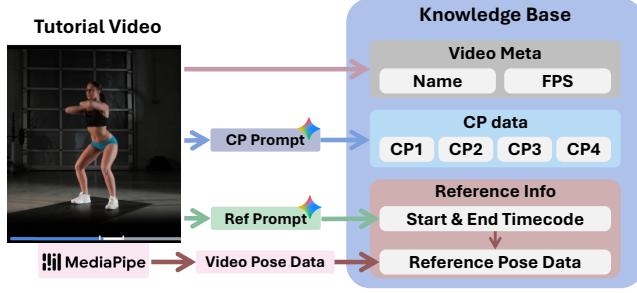 Tutorial Video
Knowledge Base
Video Meta
Name
FPS
CP Prompt
CP data
CP1
CP2
CP3
CP4
Ref Prompt
Reference Info
Start & End Timecode
MediaPipe
Video Pose Data
Reference Pose Data